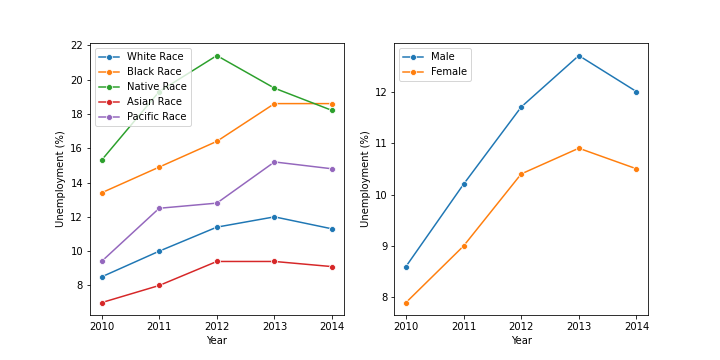 White Race
Black Race
Native Race
Asian Race
Pacific Race
Unemployment (%)
22
20
18
16
14
12
10
8
2010 2011 2012 2013 2014
Year
Male
Female
Unemployment (%)
12
11
10
9
8
2010 2011 2012 2013 2014
Year